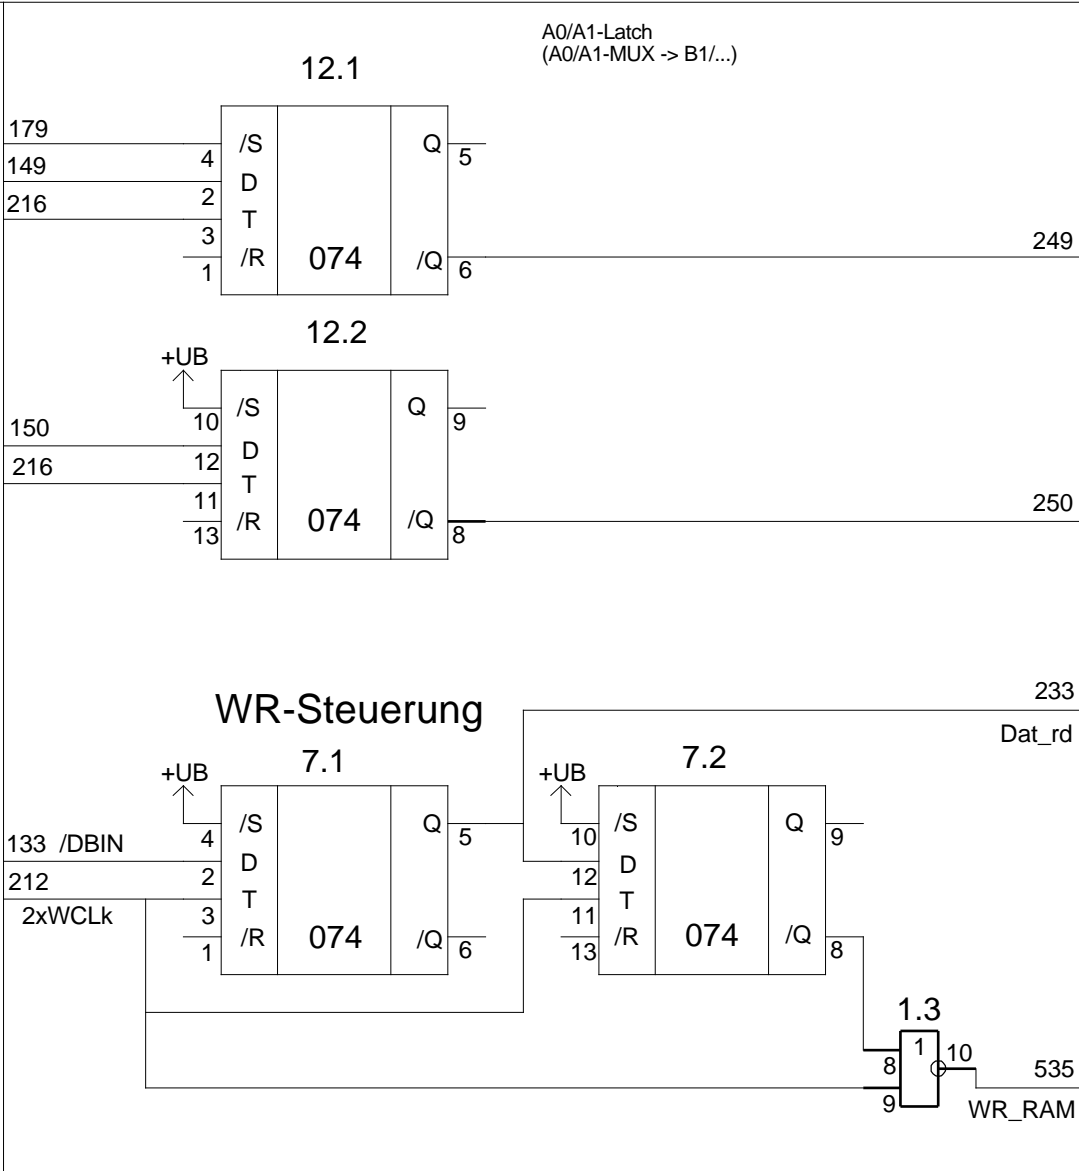 A0/A1-Latch
(A0/A1-MUX -> B1/...)
12.1
179
/S
Q
4
5
149
D
2
216
T
3
249
/R
074
/Q
1
6
12.2
+UB
/S
Q
10
9
150
D
12
216
T
11
250
/R
074
/Q
13
8
233
WR-Steuerung
Dat_rd
7.1
7.2
+UB
+UB
/S
Q
/S
Q
4
5
10
9
133 /DBIN
D
D
2
12
212
T
T
2xWCLk
3
11
/R
074
/Q
/R
074
/Q
1
6
13
8
1.3
1
10
8
535
9
WR_RAM